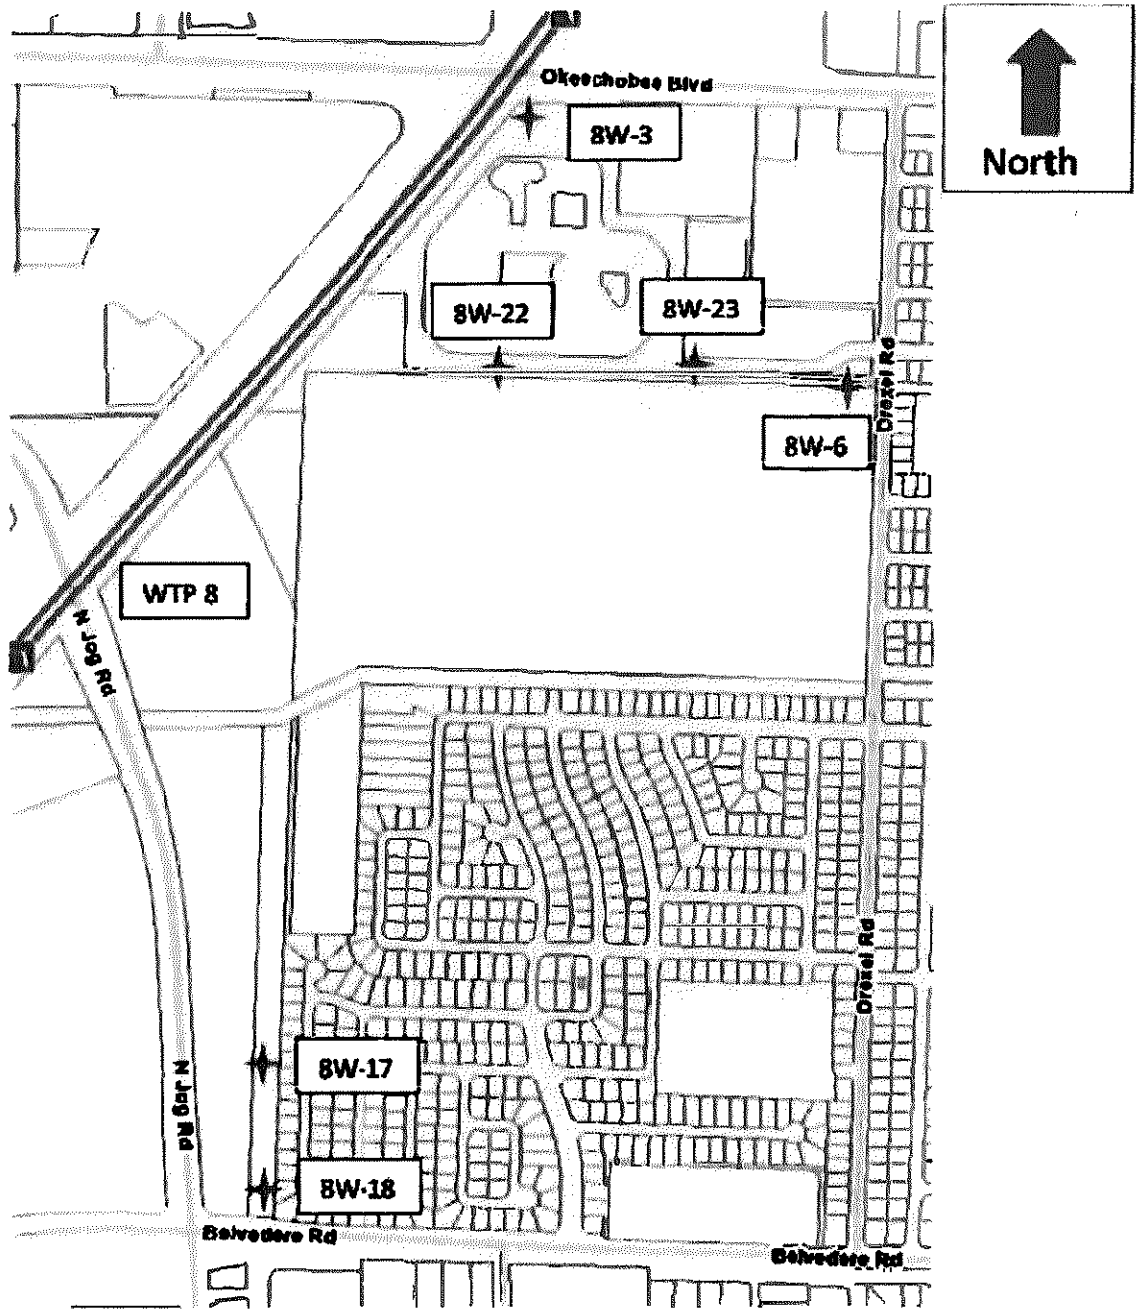 Okeechobee Blvd
8W-3
North
8W-22
8W-23
Drexel Rd
8W-6
WTP 8
N Jog Rd
Drexel Rd
8W-17
N Jog Rd
8W-18
Belvedere Rd
Belvedere Rd